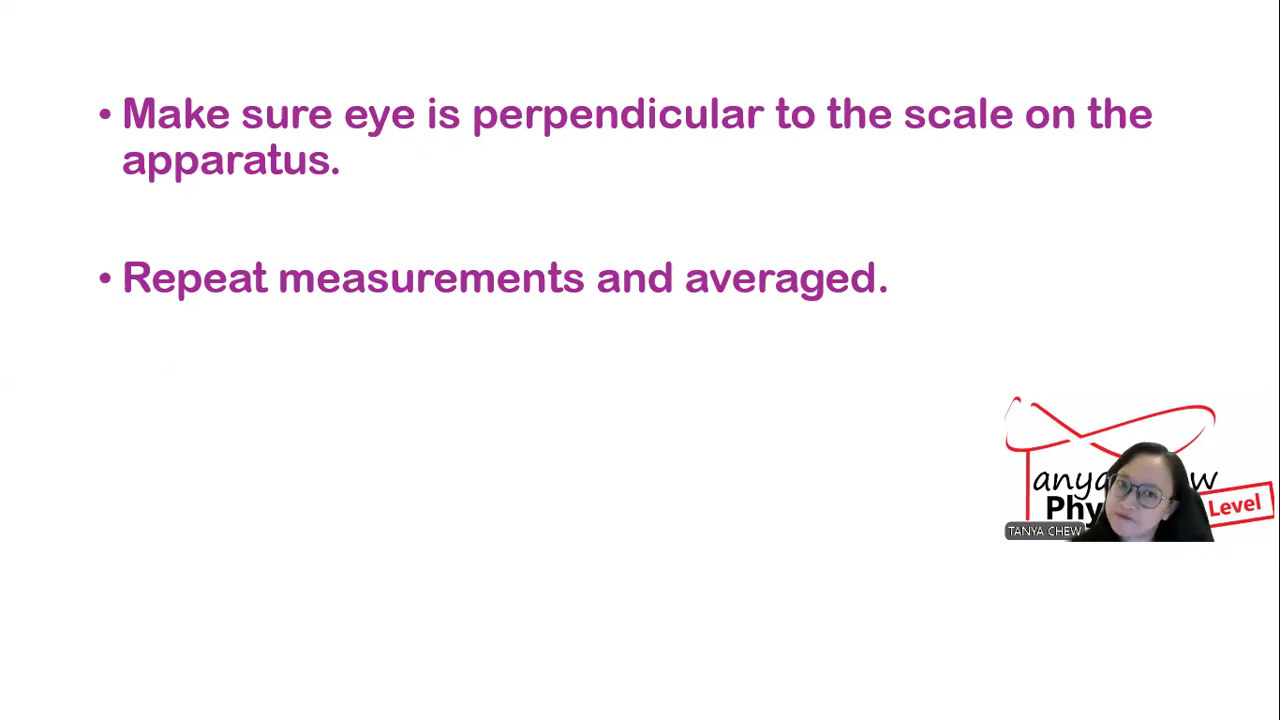 • Make sure eye is perpendicular to the scale on the
apparatus.
• Repeat measurements and averaged.
Level
TANYA CHEW